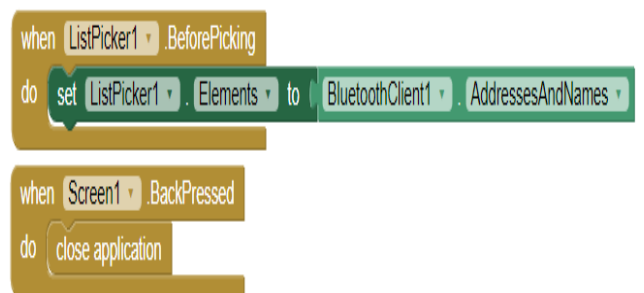 when ListPicker1 .BeforePicking
do set ListPicker1 . Elements to BluetoothClient1 . AddressesAndNames
when Screen1 .BackPressed
do close application